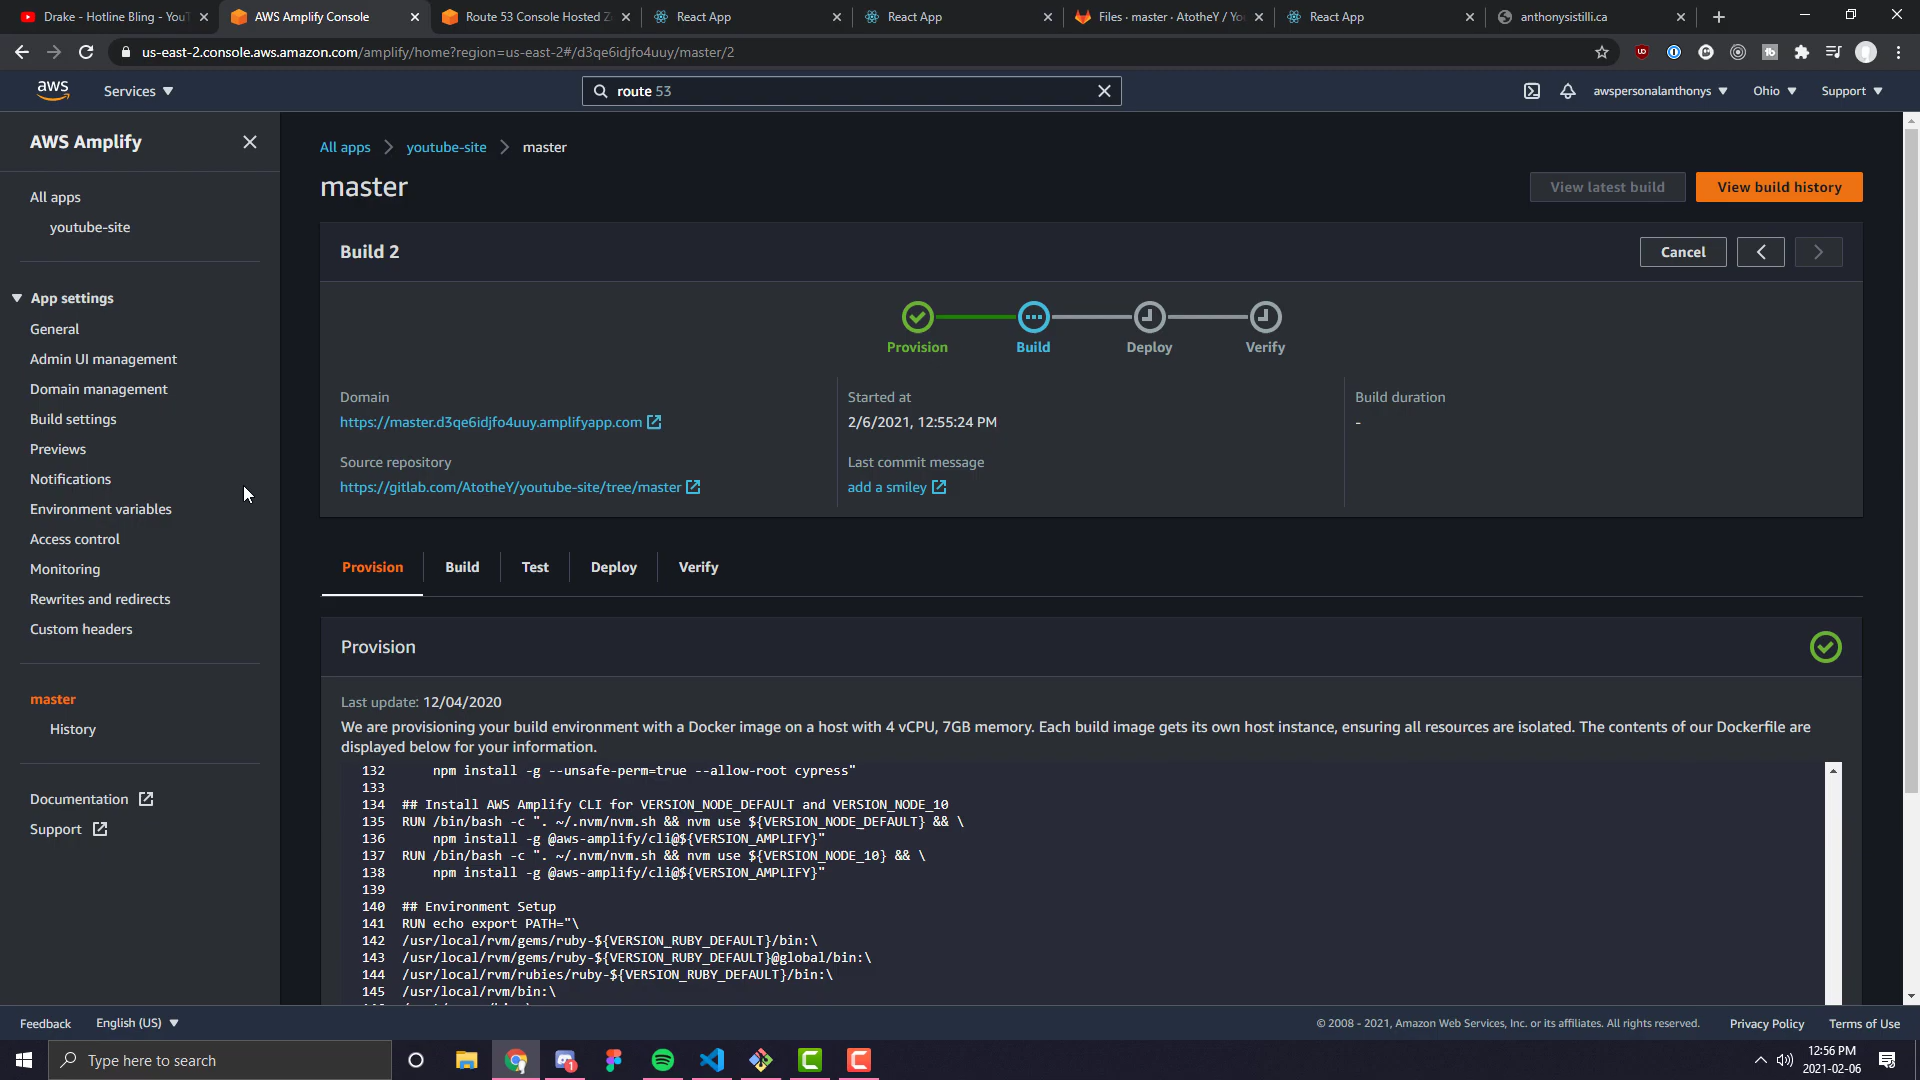 Drake - Hotline Bling - YouT
AWS Amplify Console
Route 53 Console Hosted Z
React App
React App
Files · master · AtotheY / You
React App
anthonysistilli.ca
us-east-2.console.aws.amazon.com/amplify/home?region=us-east-2#/d3qe6idjfo4uuy/master/2
aws
Services
route 53
awspersonalanthonys
Ohio
Support
AWS Amplify
All apps
youtube-site
App settings
General
Admin UI management
Domain management
Build settings
Previews
Notifications
Environment variables
Access control
Monitoring
Rewrites and redirects
Custom headers
master
History
Documentation
Support
All apps > youtube-site > master
master
View latest build
View build history
Build 2
Cancel
Provision
Build
Deploy
Verify
Domain
https://master.d3qe6idjfo4uuy.amplifyapp.com
Source repository
https://gitlab.com/AtotheY/youtube-site/tree/master
Started at
2/6/2021, 12:55:24 PM
Last commit message
add a smiley
Build duration
-
Provision
Build
Test
Deploy
Verify
Provision
Last update: 12/04/2020
We are provisioning your build environment with a Docker image on a host with 4 vCPU, 7GB memory. Each build image gets its own host instance, ensuring all resources are isolated. The contents of our Dockerfile are
displayed below for your information.
132 npm install -g --unsafe-perm=true --allow-root cypress"
133
134 ## Install AWS Amplify CLI for VERSION_NODE_DEFAULT and VERSION_NODE_10
135 RUN /bin/bash -c ". ~/.nvm/nvm.sh && nvm use ${VERSION_NODE_DEFAULT} && \
136 npm install -g @aws-amplify/cli@${VERSION_AMPLIFY}"
137 RUN /bin/bash -c ". ~/.nvm/nvm.sh && nvm use ${VERSION_NODE_10} && \
138 npm install -g @aws-amplify/cli@${VERSION_AMPLIFY}"
139
140 ## Environment Setup
141 RUN echo export PATH="\
142 /usr/local/rvm/gems/ruby-${VERSION_RUBY_DEFAULT}/bin:\
143 /usr/local/rvm/gems/ruby-${VERSION_RUBY_DEFAULT}@global/bin:\
144 /usr/local/rvm/rubies/ruby-${VERSION_RUBY_DEFAULT}/bin:\
145 /usr/local/rvm/bin:\
Feedback
English (US)
© 2008 - 2021, Amazon Web Services, Inc. or its affiliates. All rights reserved.
Privacy Policy
Terms of Use
Type here to search
12:56 PM
2021-02-06